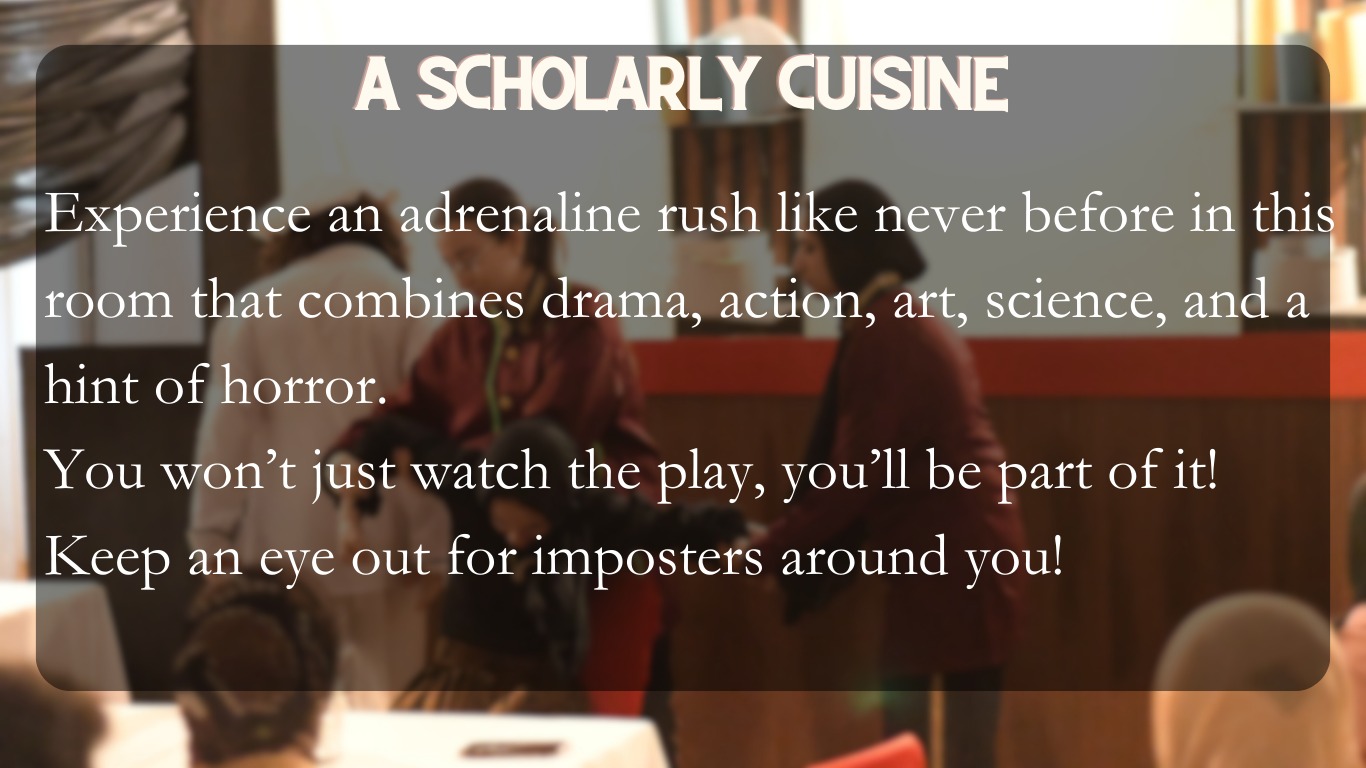 A SCHOLARLY CUISINE
Experience an adrenaline rush like never before in this
room that combines drama, action, art, science, and a
hint of horror.
You won’t just watch the play, you’ll be part of it!
Keep an eye out for imposters around you!